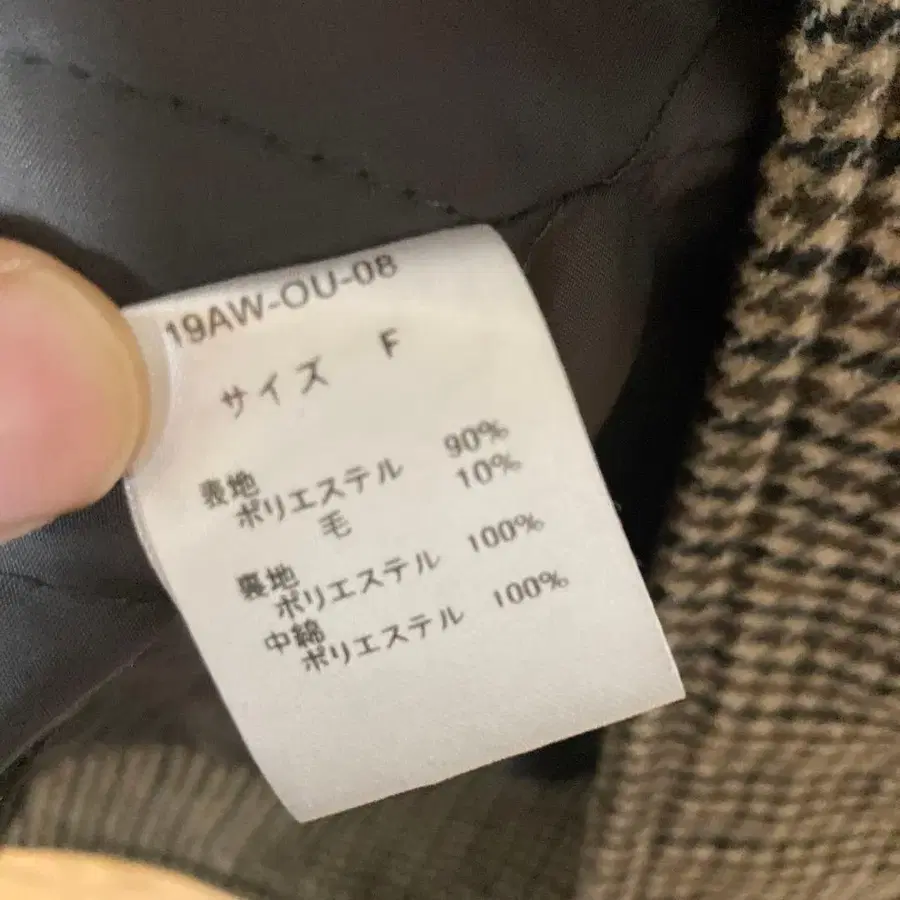 19AW-OU-08
サイズ F
表地
ポリエステル 90%
毛 10%
裏地
ポリエステル 100%
中綿
ポリエステル 100%